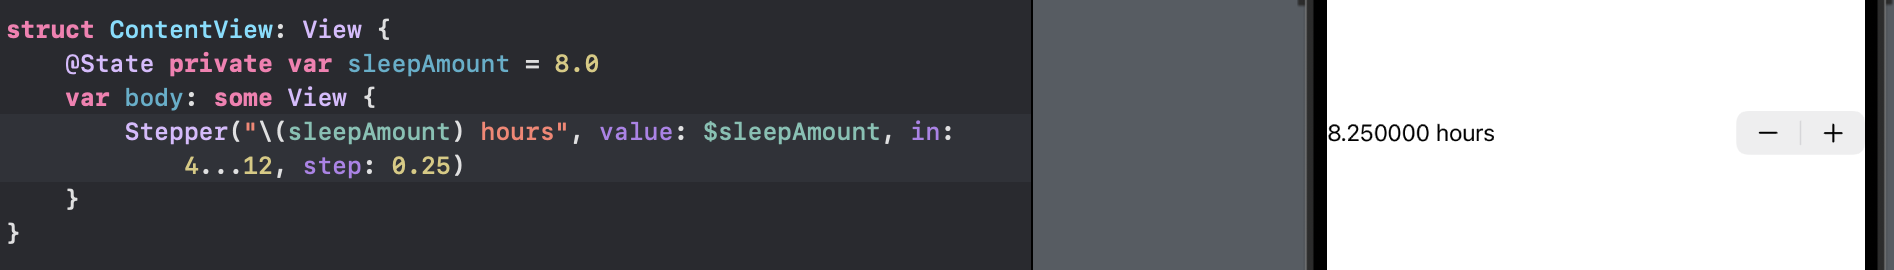 struct ContentView: View {
@State private var sleepAmount = 8.0
var body: some View {
Stepper("\(sleepAmount) hours", value: $sleepAmount, in:
4...12, step: 0.25)
}
}
8.250000 hours
− +